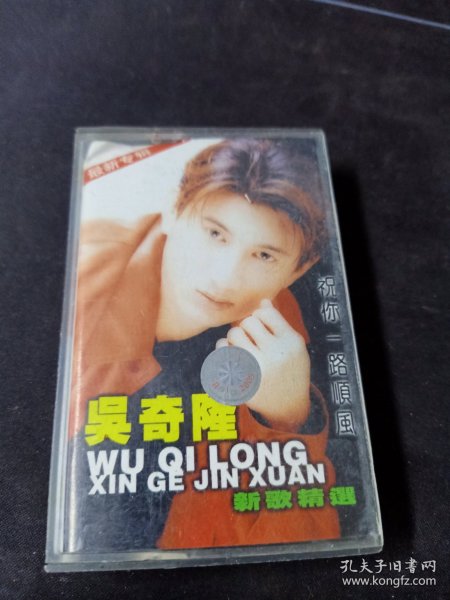 最新专辑
祝你一路順風
吳奇隆
WU QI LONG
XIN GE JIN XUAN
新歌精選
孔夫子旧书网
www.kongfz.com